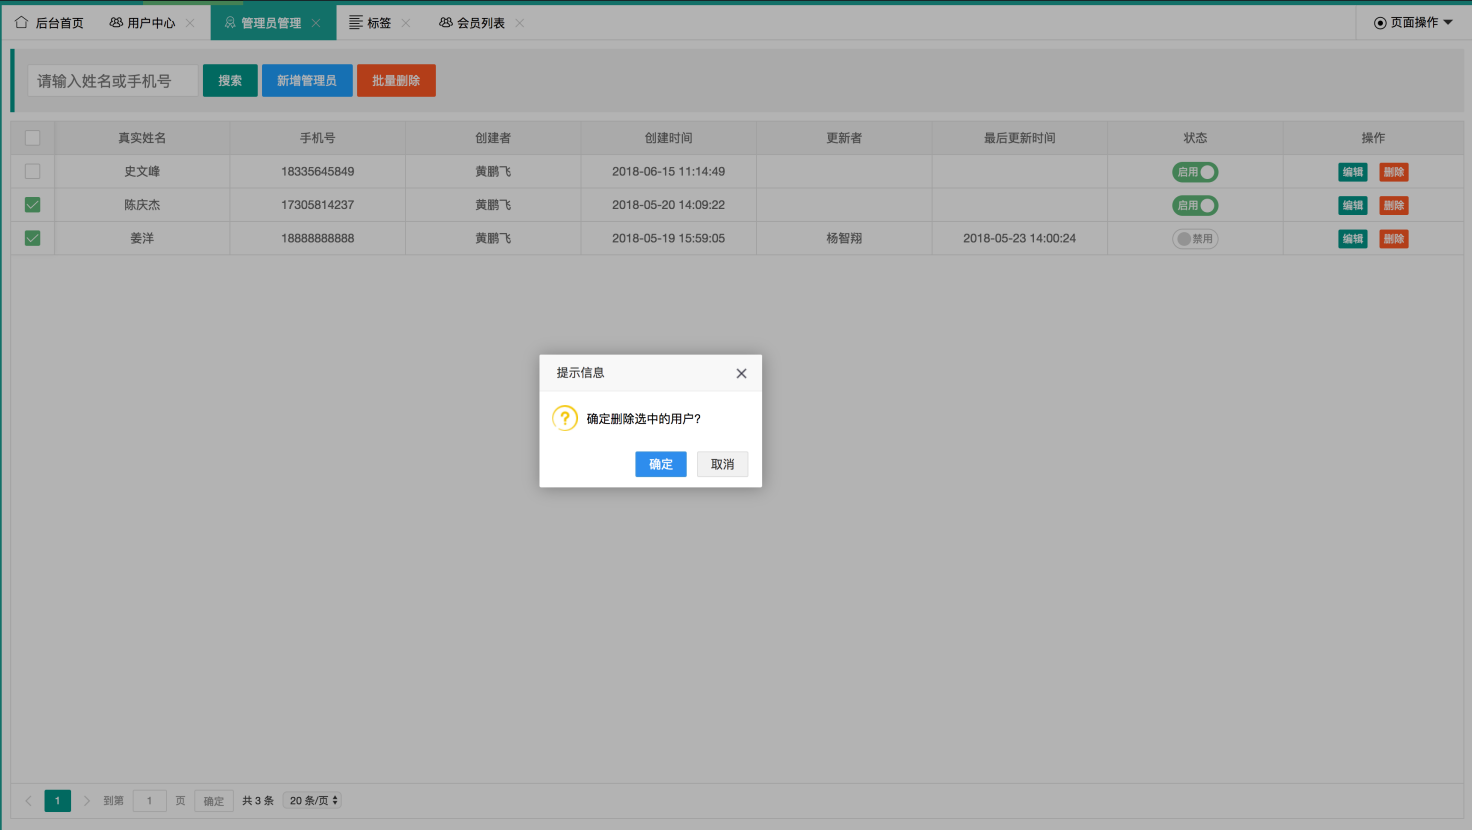 后台首页 用户中心 管理员管理 标签 会员列表 页面操作
请输入姓名或手机号 搜索 新增管理员 批量删除
真实姓名 手机号 创建者 创建时间 更新者 最后更新时间 状态 操作
史文峰 18335645849 黄鹏飞 2018-06-15 11:14:49 启用 编辑 删除
陈庆杰 17305814237 黄鹏飞 2018-05-20 14:09:22 启用 编辑 删除
姜洋 18888888888 黄鹏飞 2018-05-19 15:59:05 杨智翔 2018-05-23 14:00:24 禁用 编辑 删除
提示信息
? 确定删除选中的用户?
确定 取消
1 到第 1 页 确定 共 3 条 20 条/页